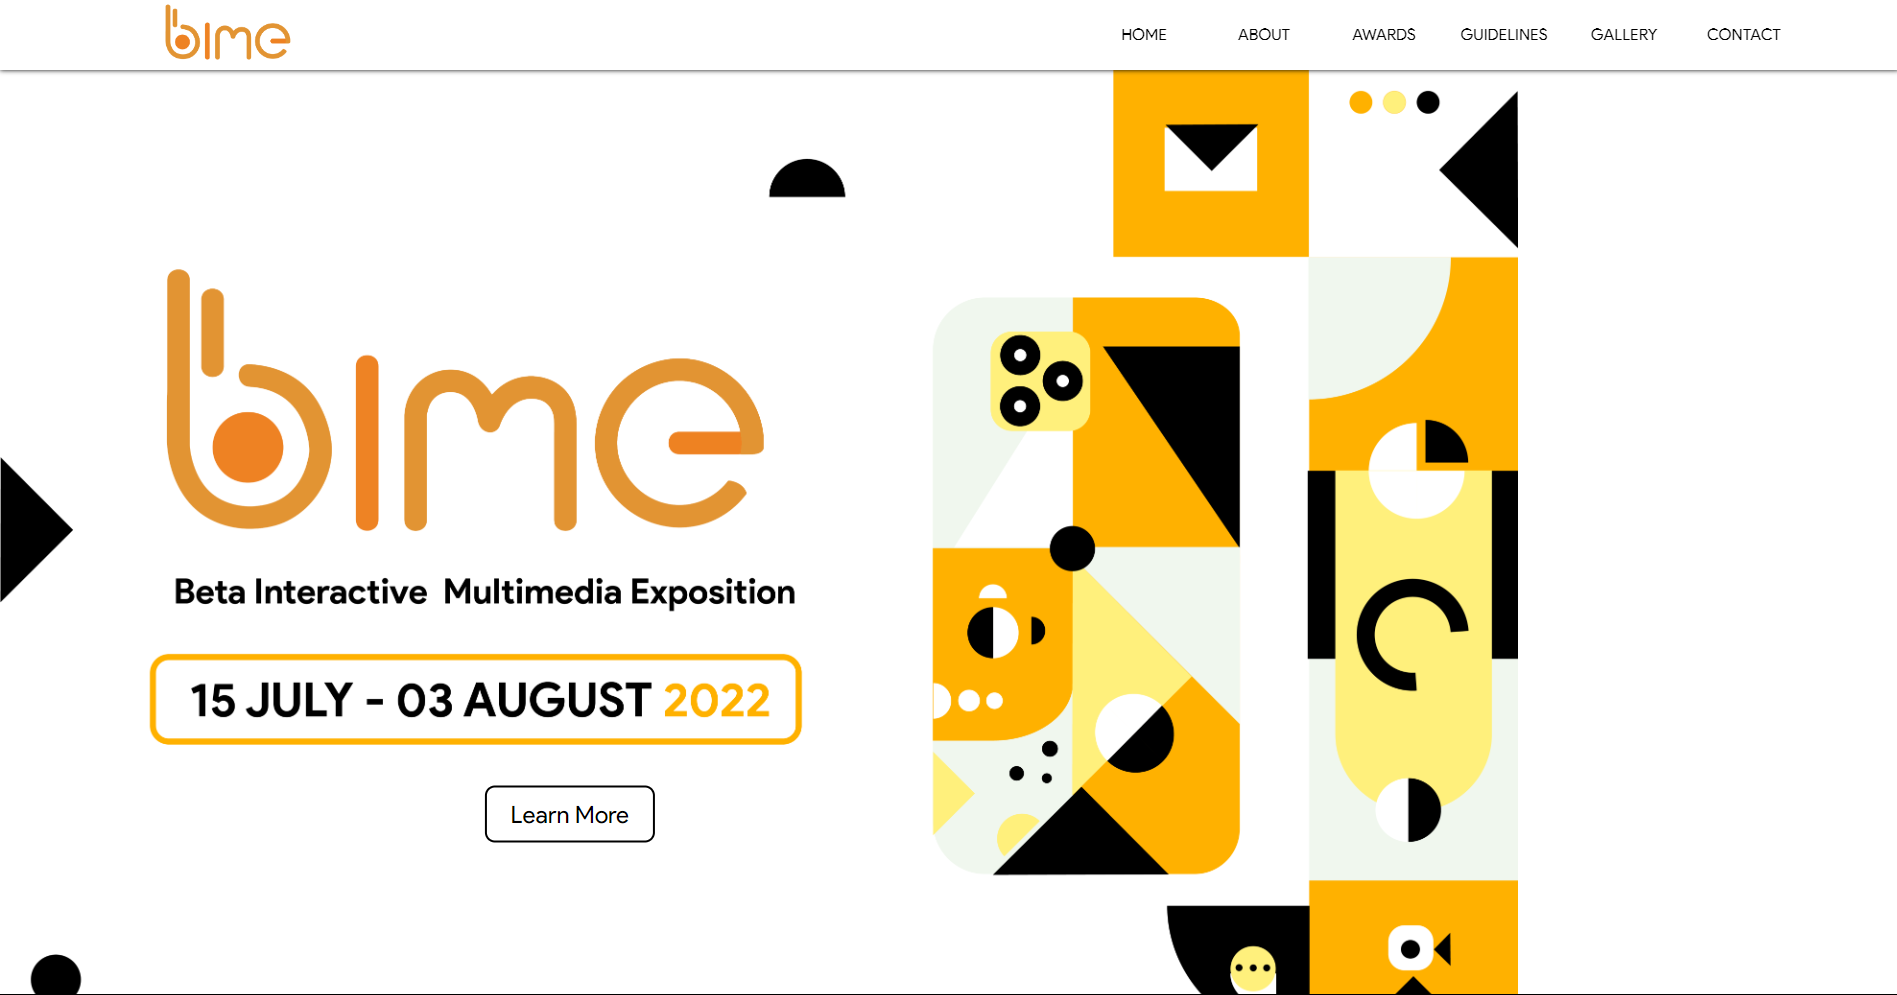 bime
HOME ABOUT AWARDS GUIDELINES GALLERY CONTACT
bime
Beta Interactive Multimedia Exposition
15 JULY - 03 AUGUST 2022
Learn More